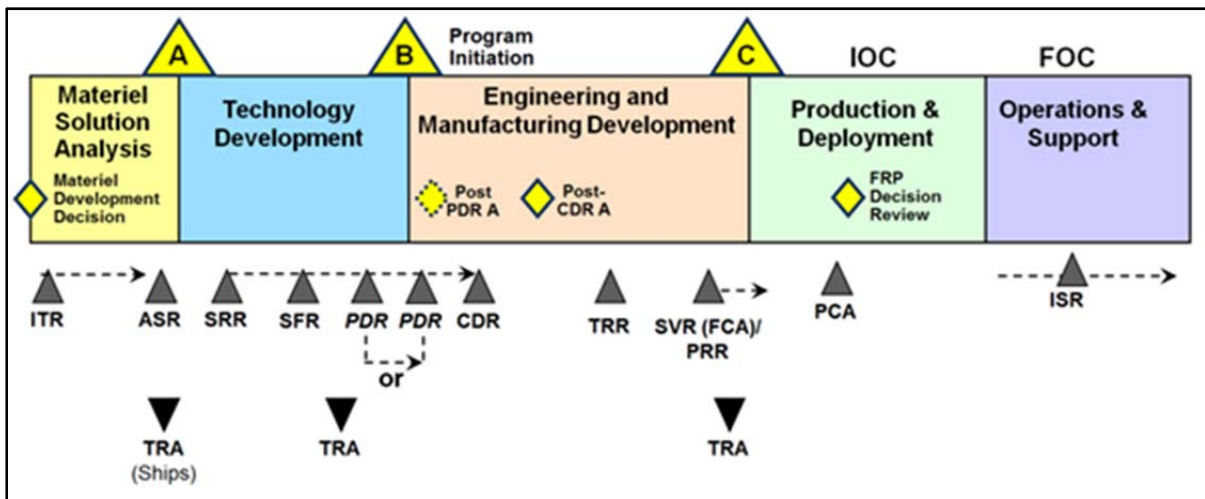 A
B
Program
Initiation
C
IOC
FOC
Materiel
Solution
Analysis
Technology
Development
Engineering and
Manufacturing Development
Production &
Deployment
Operations &
Support
Materiel
Development
Decision
Post
PDR A
Post-
CDR A
FRP
Decision
Review
ITR
ASR
SRR
SFR
PDR
PDR
CDR
TRR
SVR (FCA)/
PRR
PCA
ISR
or
TRA
(Ships)
TRA
TRA